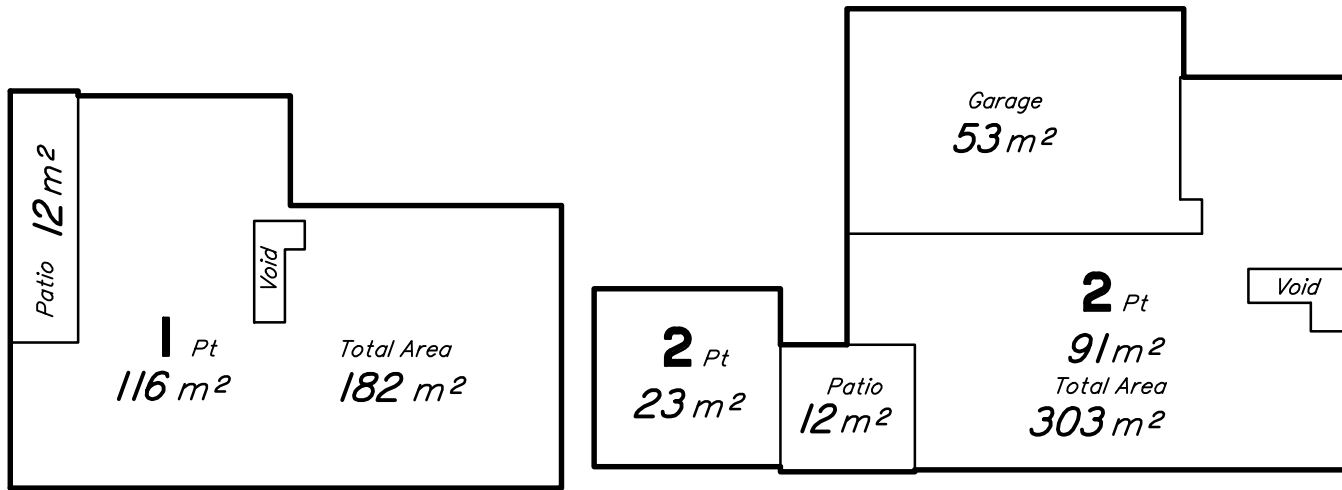 Patio 12 m²
Void
1 Pt
116 m²
Total Area
182 m²
Garage
53 m²
2 Pt
23 m²
Patio
12 m²
2 Pt
91 m²
Total Area
303 m²
Void